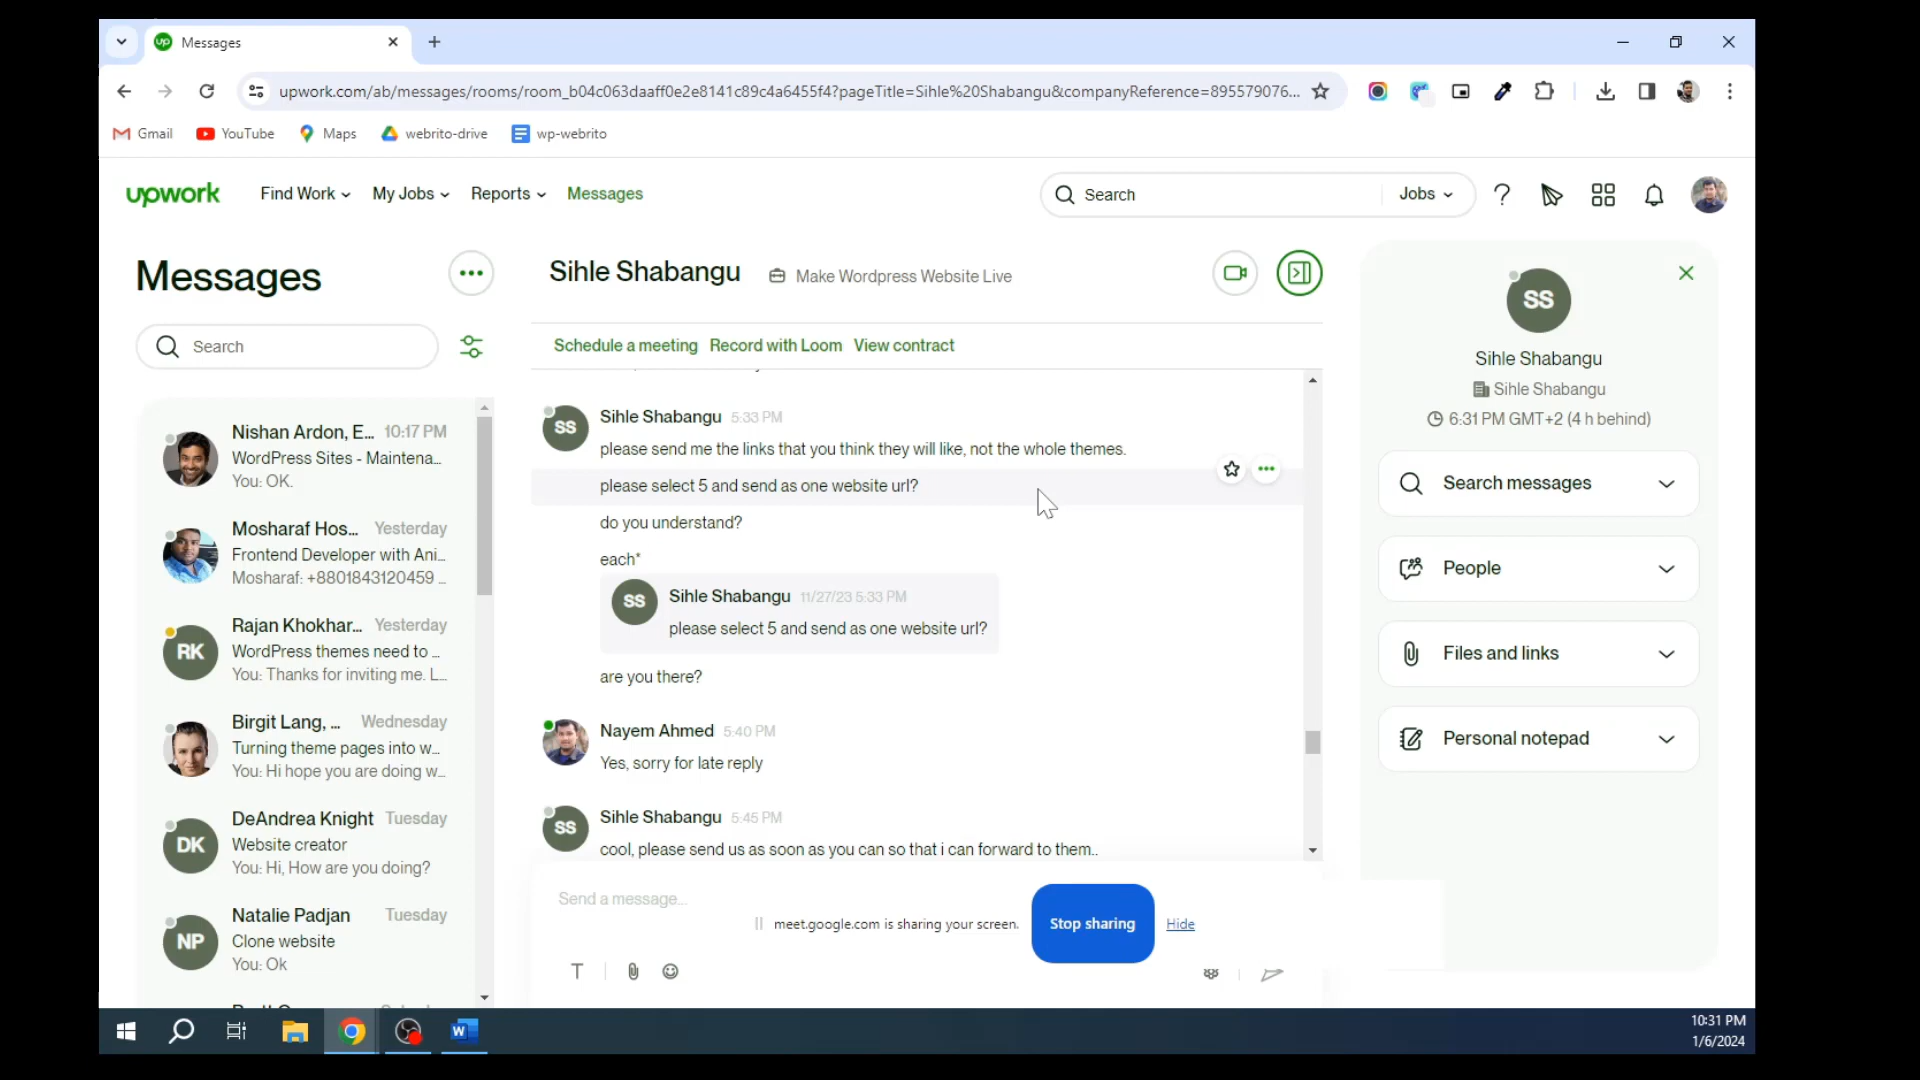 Messages
upwork.com/ab/messages/rooms/room_b04c063daaff0e2e8141c89c4a6455f4?pageTitle=Sihle%20Shabangu&companyReference=895579076...
Gmail
YouTube
Maps
webrito-drive
wp-webrito
upwork
Find Work
My Jobs
Reports
Messages
Search
Jobs
Messages
Search
Nishan Ardon, E... 10:17 PM
WordPress Sites - Maintena...
You: OK.
Mosharaf Hos... Yesterday
Frontend Developer with Ani...
Mosharaf: +8801843120459 ...
RK
Rajan Khokhar... Yesterday
WordPress themes need to ...
You: Thanks for inviting me. L...
Birgit Lang, ... Wednesday
Turning theme pages into w...
You: Hi hope you are doing w...
DK
DeAndrea Knight Tuesday
Website creator
You: Hi, How are you doing?
NP
Natalie Padjan Tuesday
Clone website
You: Ok
Sihle Shabangu
Make Wordpress Website Live
Schedule a meeting Record with Loom View contract
SS
Sihle Shabangu 5:33 PM
please send me the links that you think they will like, not the whole themes.
please select 5 and send as one website url?
do you understand?
each*
SS
Sihle Shabangu 11/27/23 5:33 PM
please select 5 and send as one website url?
are you there?
Nayem Ahmed 5:40 PM
Yes, sorry for late reply
SS
Sihle Shabangu 5:45 PM
cool, please send us as soon as you can so that i can forward to them..
Send a message...
meet.google.com is sharing your screen.
Stop sharing
Hide
SS
Sihle Shabangu
Sihle Shabangu
6:31 PM GMT+2 (4 h behind)
Search messages
People
Files and links
Personal notepad
10:31 PM
1/6/2024